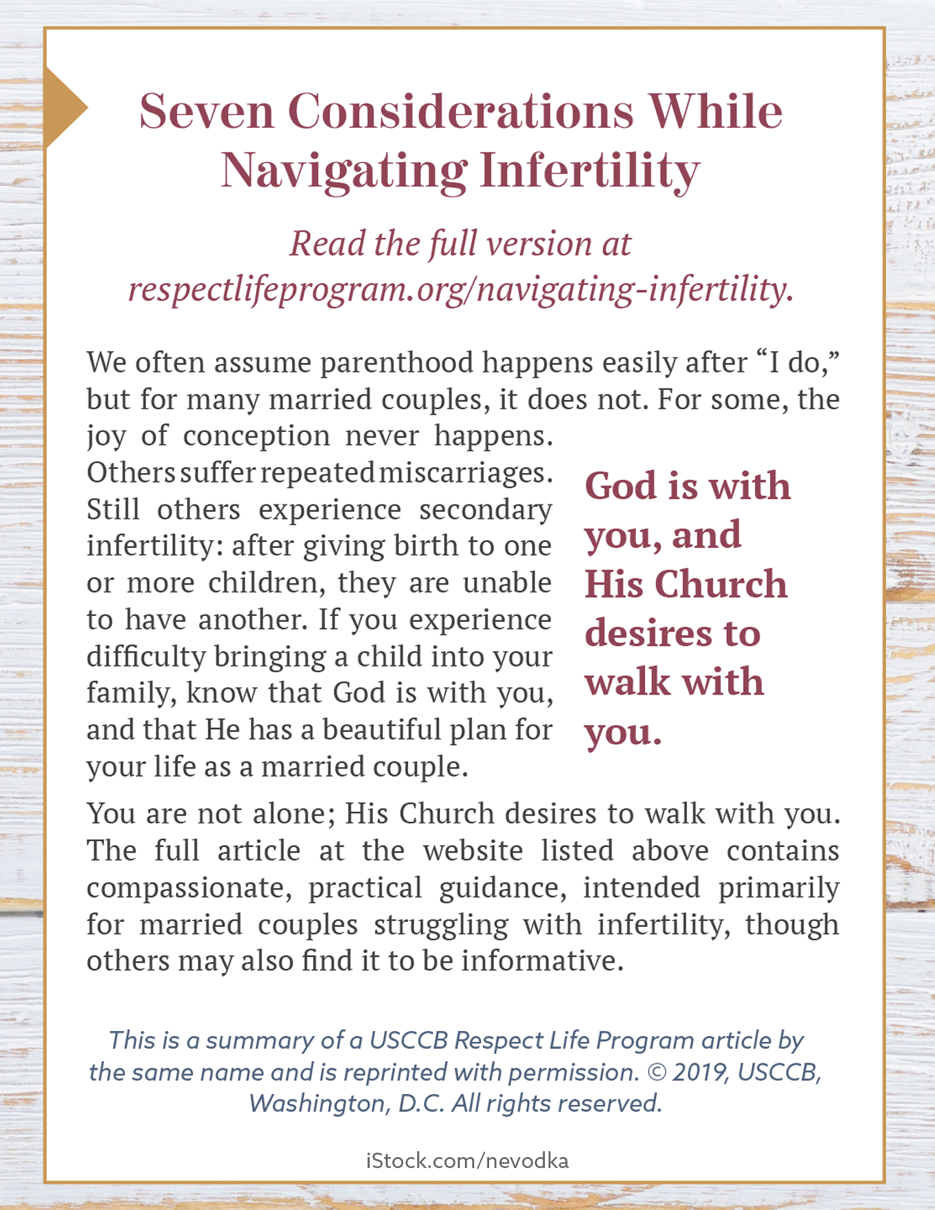 Seven Considerations While
Navigating Infertility
Read the full version at
respectlifeprogram.org/navigating-infertility.
We often assume parenthood happens easily after “I do,”
but for many married couples, it does not. For some, the
joy of conception never happens.
Others suffer repeated miscarriages.
Still others experience secondary
infertility: after giving birth to one
or more children, they are unable
to have another. If you experience
difficulty bringing a child into your
family, know that God is with you,
and that He has a beautiful plan for
your life as a married couple.
God is with
you, and
His Church
desires to
walk with
you.
You are not alone; His Church desires to walk with you.
The full article at the website listed above contains
compassionate, practical guidance, intended primarily
for married couples struggling with infertility, though
others may also find it to be informative.
This is a summary of a USCCB Respect Life Program article by
the same name and is reprinted with permission. © 2019, USCCB,
Washington, D.C. All rights reserved.
iStock.com/nevodka